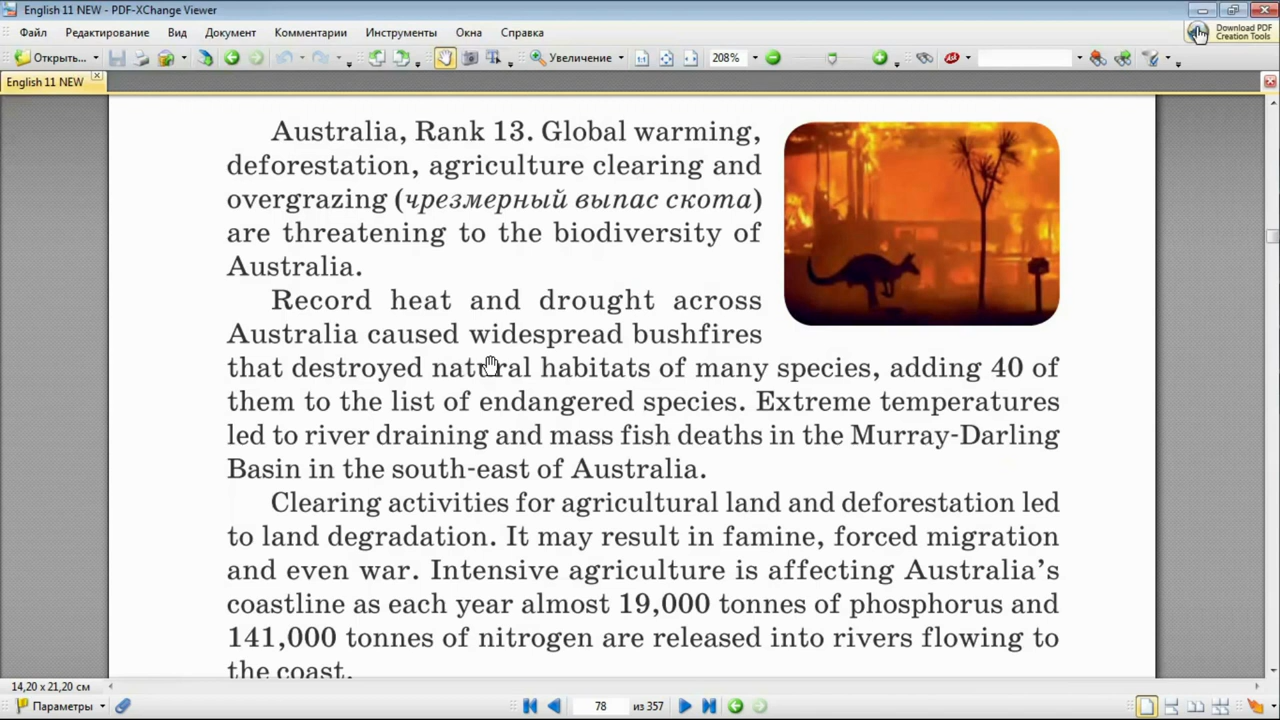 English 11 NEW - PDF-XChange Viewer
Файл Редактирование Вид Документ Комментарии Инструменты Окна Справка
Download PDF
Creation Tools
Открыть... Увеличение 208%
English 11 NEW
Australia, Rank 13. Global warming,
deforestation, agriculture clearing and
overgrazing (чрезмерный выпас скота)
are threatening to the biodiversity of
Australia.
Record heat and drought across
Australia caused widespread bushfires
that destroyed natural habitats of many species, adding 40 of
them to the list of endangered species. Extreme temperatures
led to river draining and mass fish deaths in the Murray-Darling
Basin in the south-east of Australia.
Clearing activities for agricultural land and deforestation led
to land degradation. It may result in famine, forced migration
and even war. Intensive agriculture is affecting Australia’s
coastline as each year almost 19,000 tonnes of phosphorus and
141,000 tonnes of nitrogen are released into rivers flowing to
the coast.
14,20 x 21,20 см
Параметры 78 из 357